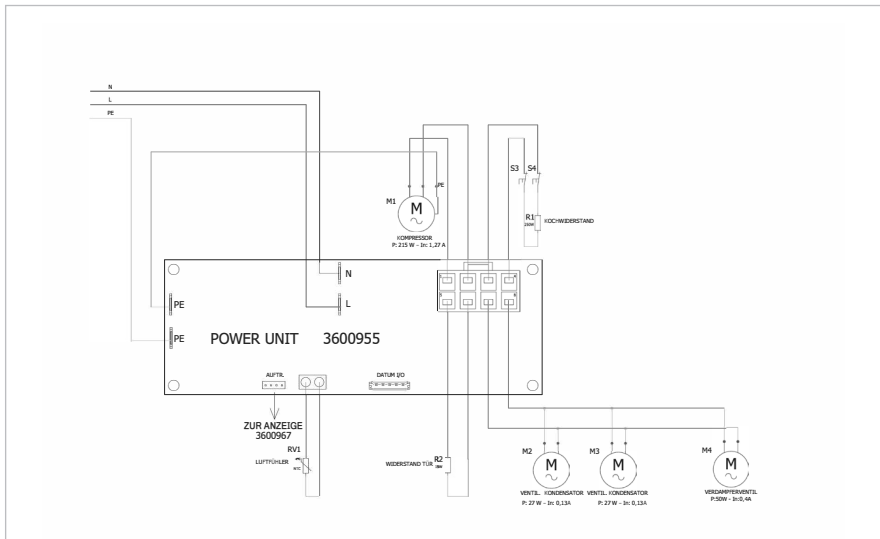 N
L
PE
S3 S4
PE
M1
M
R1
KOCHWIDERSTAND
KOMPRESSOR
P: 215 W - In: 1,27 A
N
PE
L
POWER UNIT 3600955
PE
AUFTR.
DATUM I/O
ZUR ANZEIGE
3600967
RV1
NTC
LUFTFÜHLER
R2
WIDERSTAND TÜR
M2
M
M3
M
M4
M
VENTIL. KONDENSATOR
P: 27 W - In: 0,13A
VENTIL. KONDENSATOR
P: 27 W - In: 0,13A
VERDAMPFERVENTIL
P:50W - In:0,4A